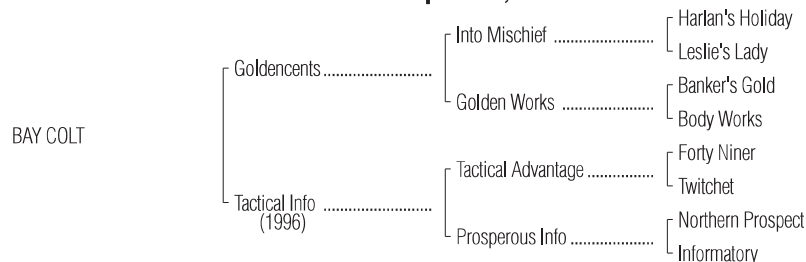 Harlan's Holiday
Into Mischief
Leslie's Lady
Goldencents
Banker's Gold
Golden Works
Body Works
BAY COLT
Forty Niner
Tactical Advantage
Twitchet
Tactical Info
(1996)
Northern Prospect
Prosperous Info
Informatory